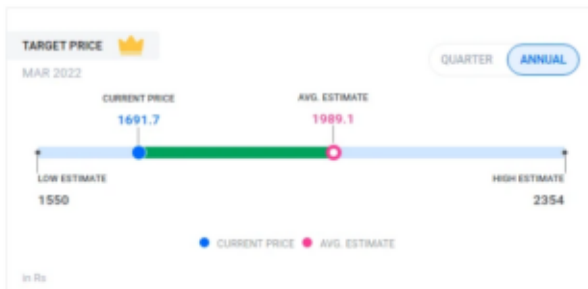 TARGET PRICE
MAR 2022
QUARTER ANNUAL
CURRENT PRICE AVG. ESTIMATE
1691.7 1989.1
LOW ESTIMATE HIGH ESTIMATE
1550 2354
CURRENT PRICE AVG. ESTIMATE
in Rs